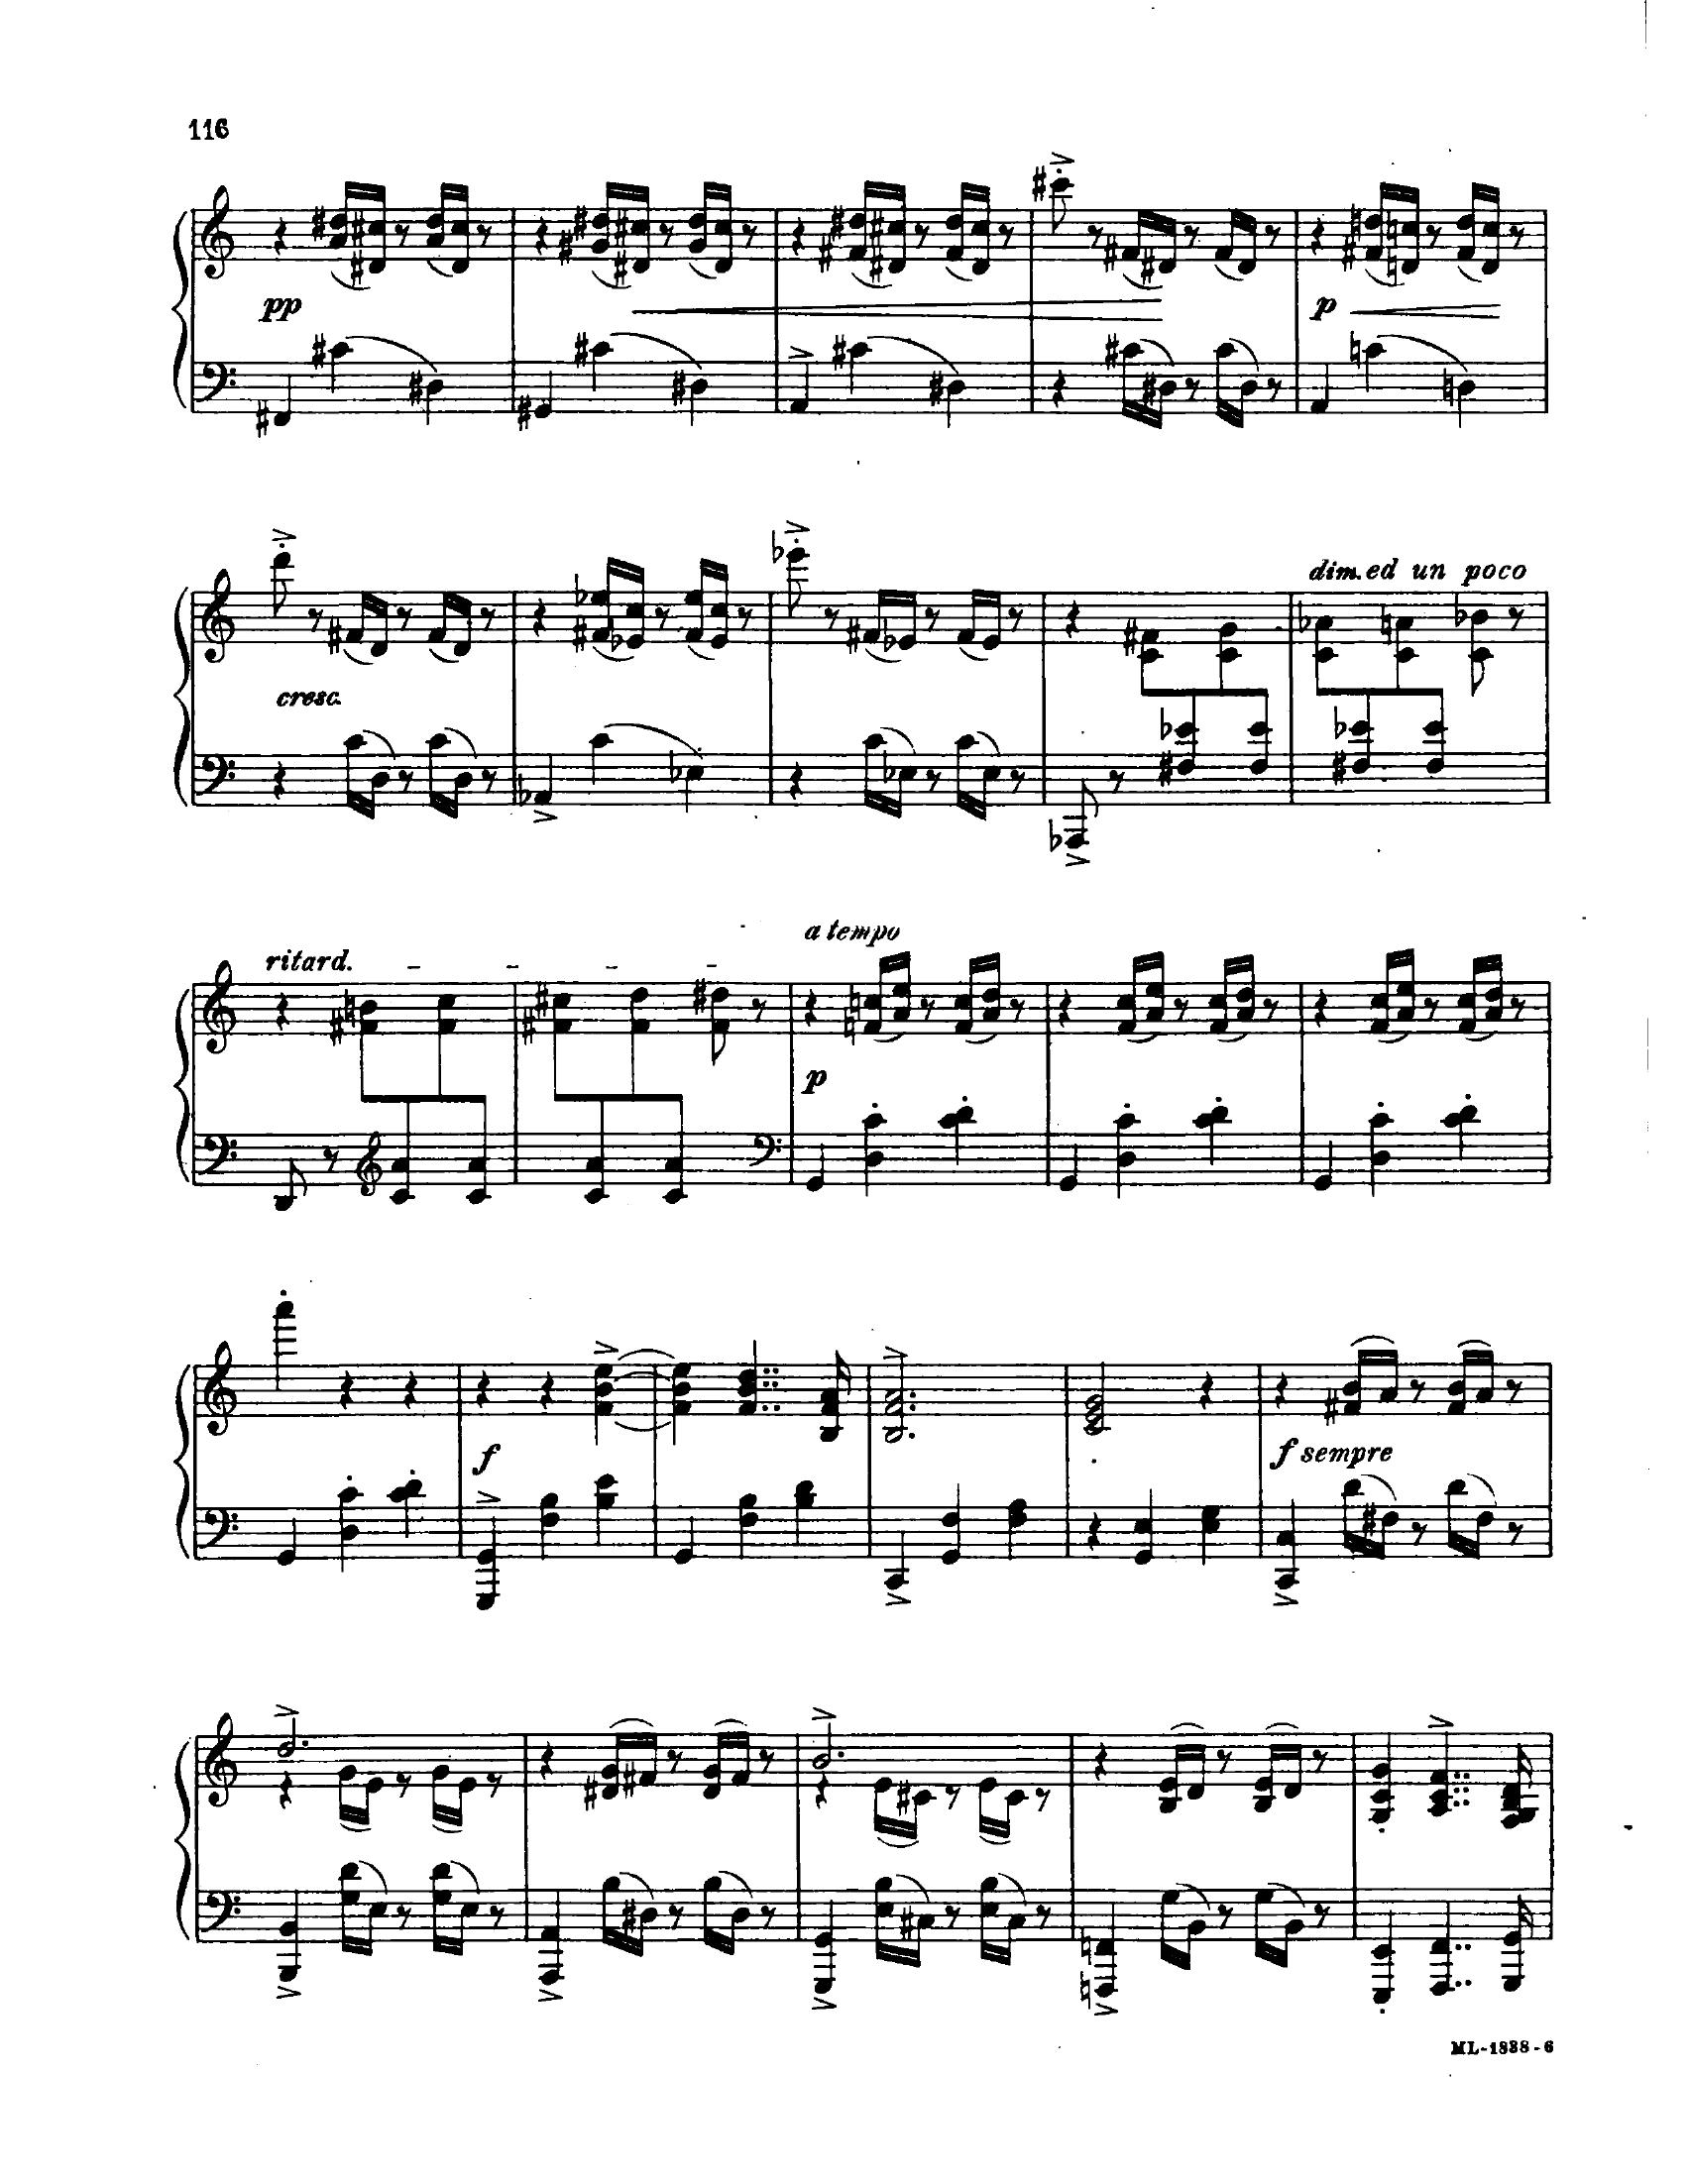 116
pp
p
dim. ed un poco
cresc.
ritard.
a tempo
p
f
f sempre
ML-1838-6